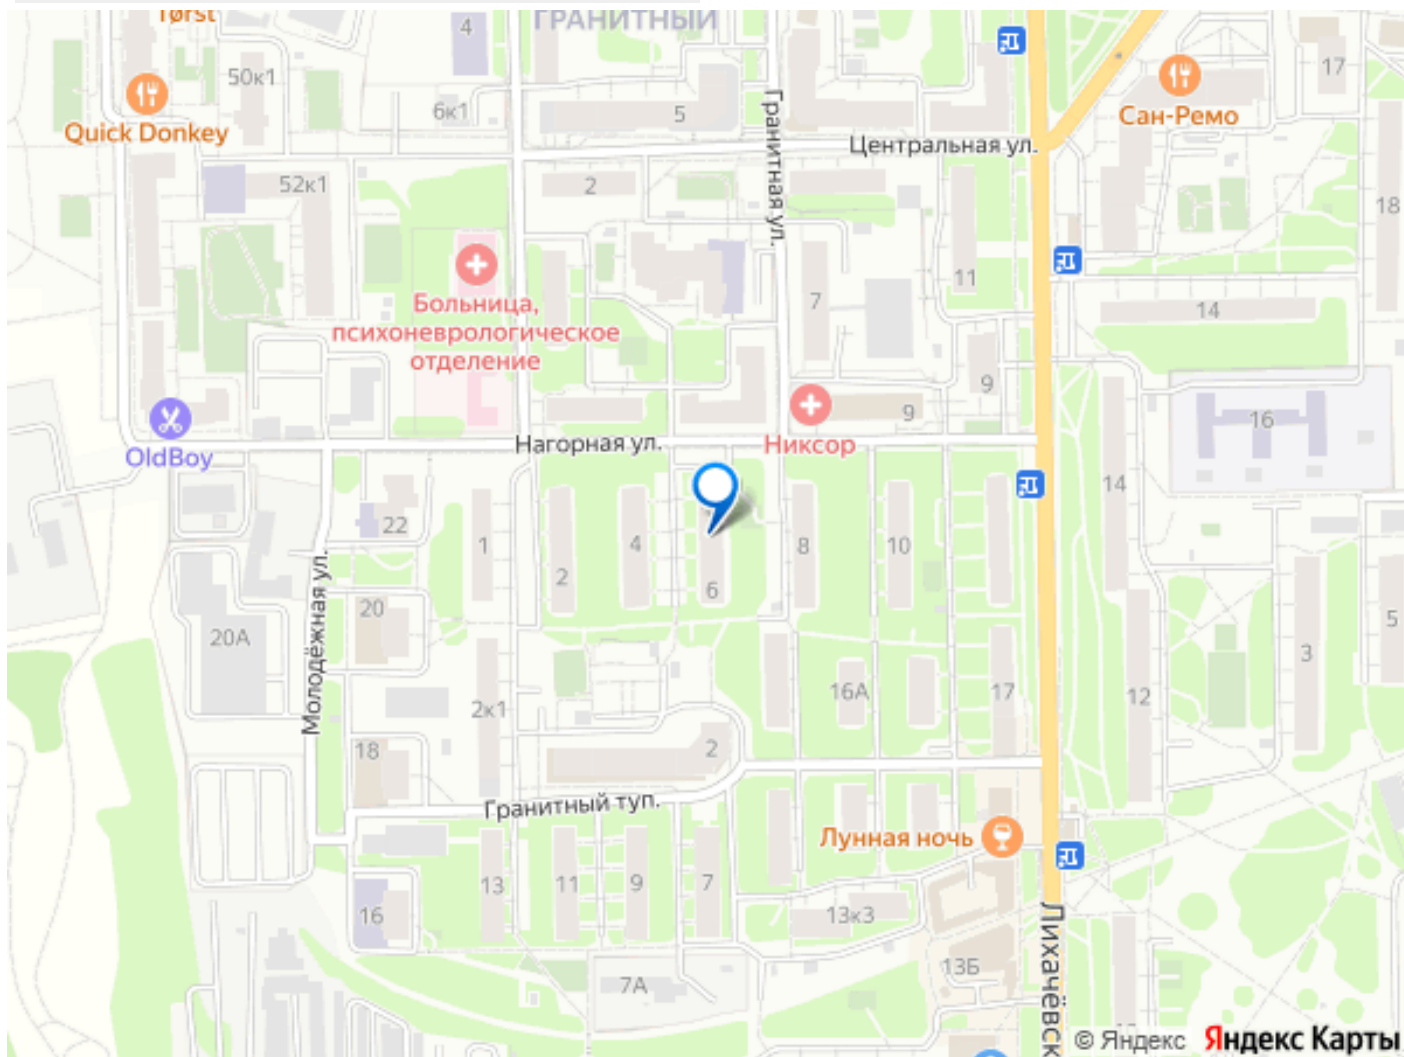 Tørst
4
ГРАНИТНЫЙ
50к1
17
Quick Donkey
6к1
5
Гранитная ул.
Сан-Ремо
Центральная ул.
52к1
2
18
11
7
14
Больница,
психоневрологическое
отделение
9
9
16
OldBoy
Нагорная ул.
Никсор
14
22
1
2
4
6
8
10
Молодёжная ул.
20
20А
5
3
16А
17
12
2к1
18
2
Гранитный туп.
Лунная ночь
13
11
9
7
16
13к3
Лихачёвск
13Б
7А
© Яндекс Яндекс Карты